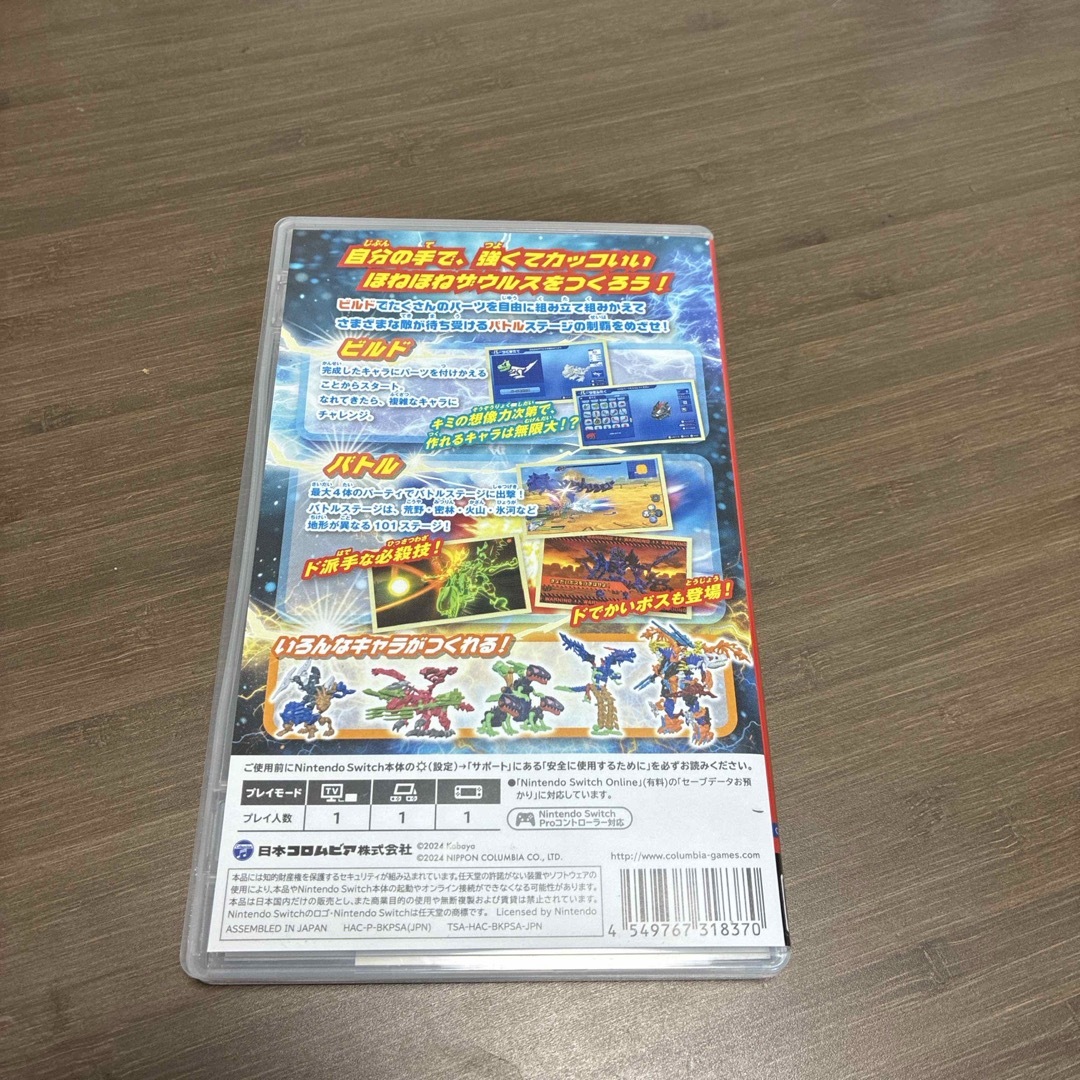 自分の手で、強くてカッコいい
ほねほねザウルスをつくろう!
ビルドでたくさんのパーツを自由に組み立て組みかえて
さまざまな敵が待ち受けるバトルステージの制覇をめざせ!
ビルド
完成したキャラにパーツを付けかえる
ことからスタート。
なれてきたら、複雑なキャラに
チャレンジ。
キミの想像力次第で、
作れるキャラは無限大!?
バトル
最大4体のパーティでバトルステージに出撃!
バトルステージは、荒野・密林・火山・氷河など
地形が異なる101ステージ!
ド派手な必殺技!
WARNING
ドでかいボスも登場!
いろんなキャラがつくれる!
ご使用前にNintendo Switch本体の(設定)→「サポート」にある「安全に使用するために」を必ずお読みください。
プレイモード TV
プレイ人数 1 1 1
●「Nintendo Switch Online」(有料)の「セーブデータお預
かり」に対応しています。
Nintendo Switch
Proコントローラー対応
日本コロムビア株式会社
©2024 Kabaya
©2024 NIPPON COLUMBIA CO., LTD.
http://www.columbia-games.com/
本品には知的財産権を保護するセキュリティが組み込まれています。任天堂の許諾がない装置やソフトウェアの
使用により、本品やNintendo Switch本体の起動やオンライン接続ができなくなる可能性があります。
本品は日本国内だけの販売とし、また商業目的の使用や無断複製および賃貸は禁止します。
Nintendo Switchのロゴ・Nintendo Switchは任天堂の商標です。 Licensed by Nintendo
ASSEMBLED IN JAPAN HAC-P-BKPSA(JPN) TSA-HAC-BKPSA-JPN
4 549767 318370